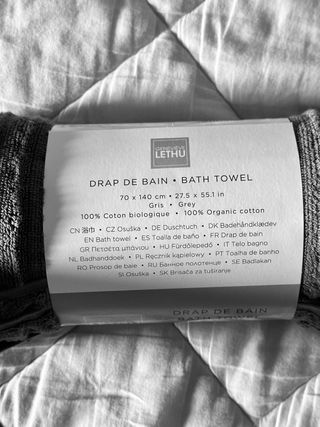 GENEVIÈVE
LETHU
DRAP DE BAIN • BATH TOWEL
70 x 140 cm • 27.5 x 55.1 in
Gris • Grey
100% Coton biologique • 100% Organic cotton
CN 浴巾 • CZ Osuška • DE Duschtuch • DK Badehåndklædev
EN Bath towel • ES Toalla de baño • FR Drap de bain
GR Πετσέτα μπάνιου • HU Fürdőlepedő • IT Telo bagno
NL Badhanddoek • PL Ręcznik kąpielowy • PT Toalha de banho
RO Prosop de baie • RU Банное полотенце • SE Badlakan
SI Osuška • SK Brisača za tuširanje
DRAP DE BAIN
BATH TOWEL